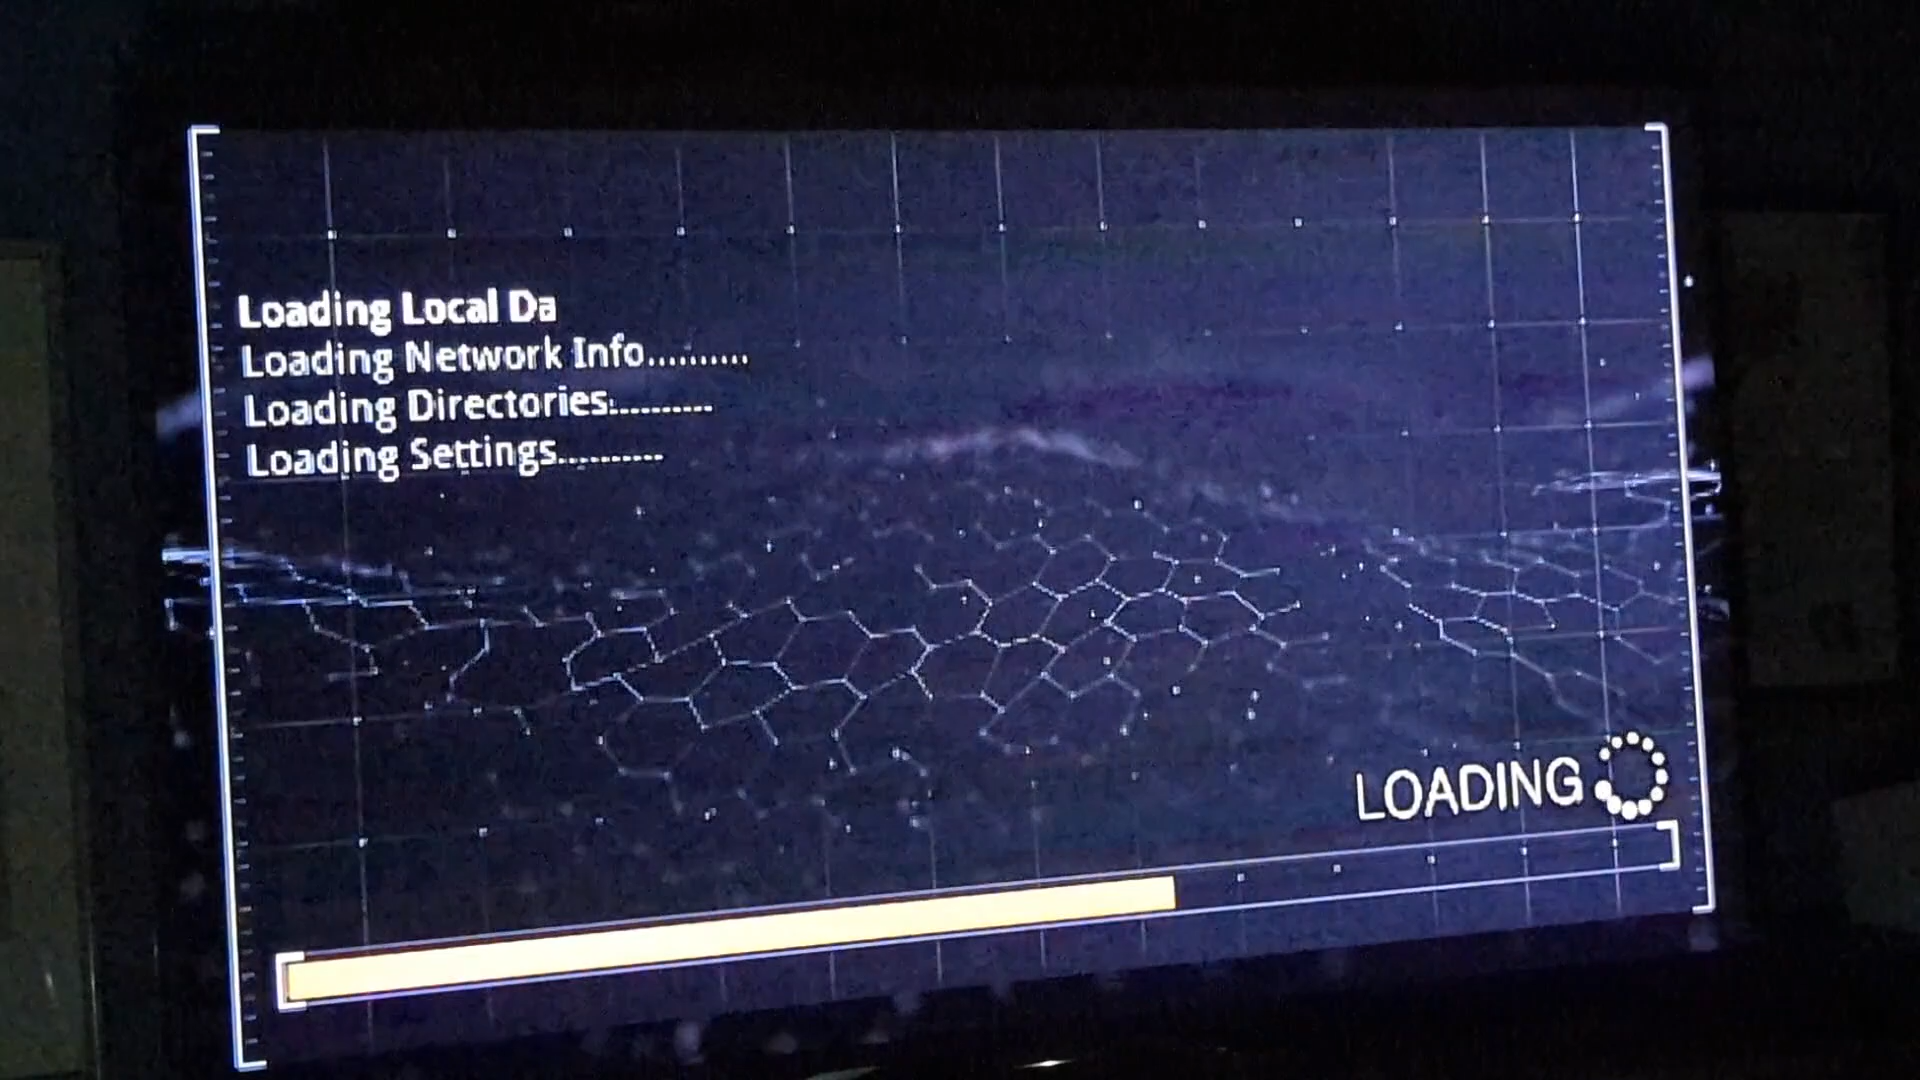 Loading Local Da
Loading Network Info..........
Loading Directories:.........
Loading Settings..........
LOADING